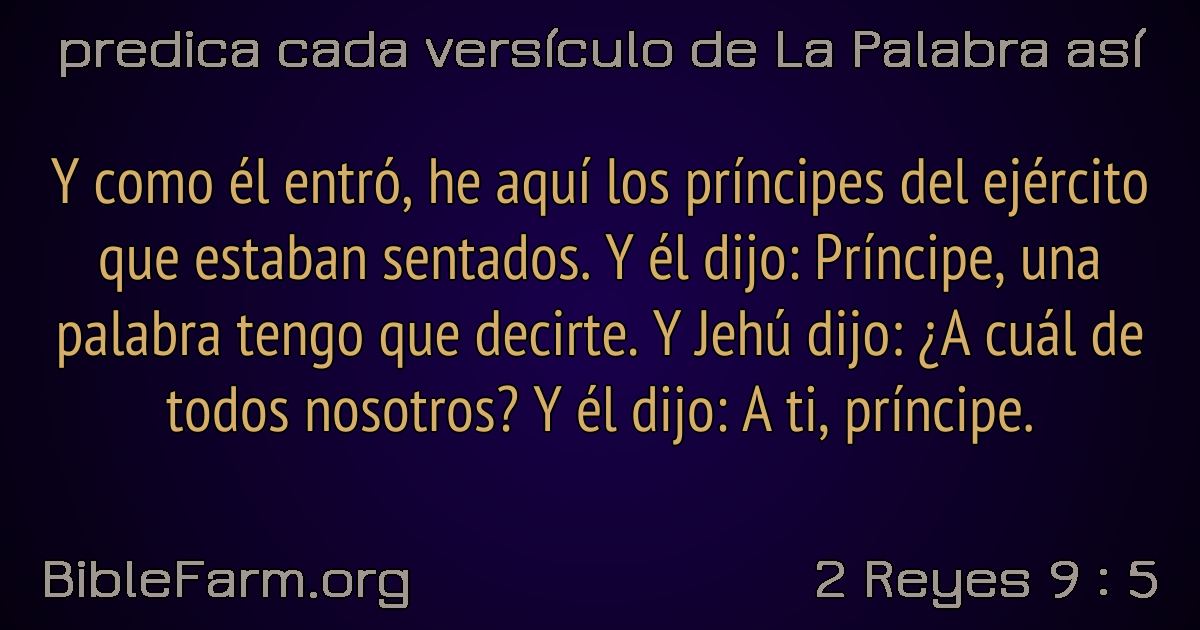 predica cada versículo de La Palabra así
Y como él entró, he aquí los príncipes del ejército
que estaban sentados. Y él dijo: Príncipe, una
palabra tengo que decirte. Y Jehú dijo: ¿A cuál de
todos nosotros? Y él dijo: A ti, príncipe.
BibleFarm.org
2 Reyes 9 : 5